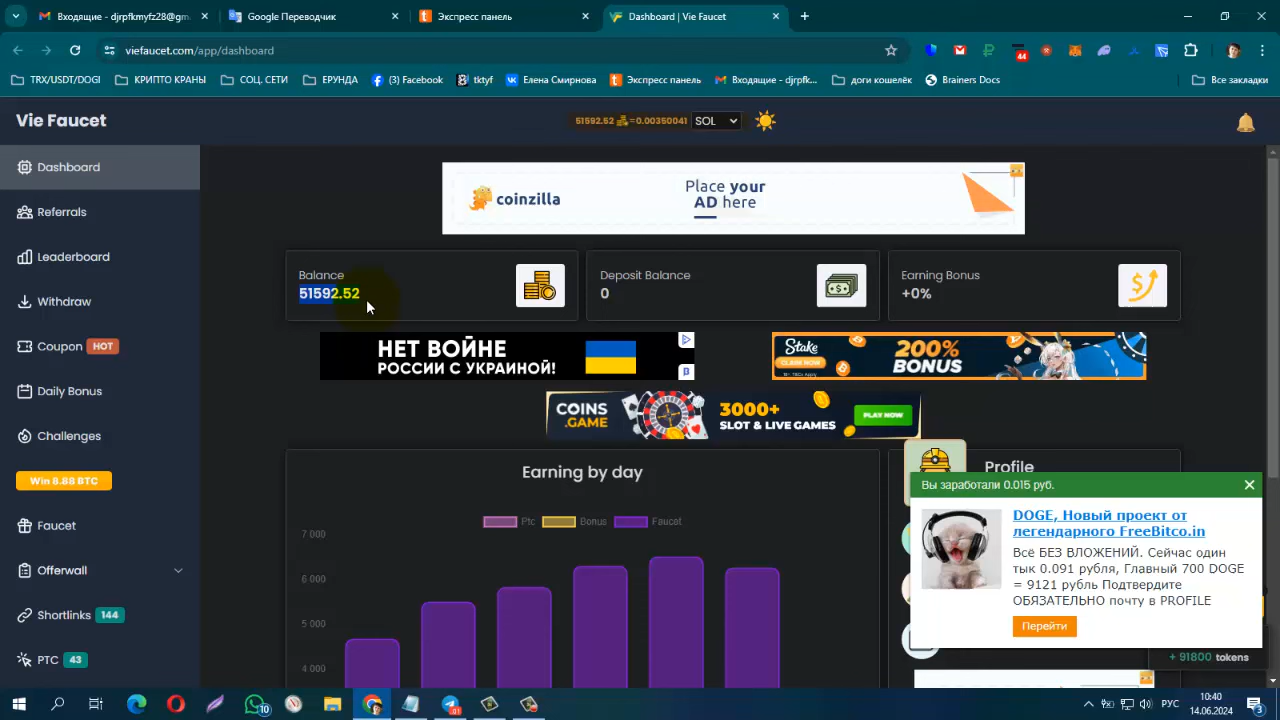 Входящие - djrpfkmyfz28@gm
Google Переводчик
Экспресс панель
Dashboard | Vie Faucet
viefaucet.com/app/dashboard
44
TRX/USDT/DOGI
КРИПТО КРАНЫ
СОЦ. СЕТИ
ЕРУНДА
(3) Facebook
tktyf
Елена Смирнова
Экспресс панель
Входящие - djrpfk...
доги кошелёк
Brainers Docs
Все закладки
Vie Faucet
51592.52 =0.00350041 SOL
Dashboard
Referrals
Leaderboard
Withdraw
Coupon HOT
Daily Bonus
Challenges
Win 8.88 BTC
Faucet
Offerwall
Shortlinks 144
PTC 43
coinzilla
Place your
AD here
Balance
51592.52
Deposit Balance
0
Earning Bonus
+0%
НЕТ ВОЙНЕ
РОССИИ С УКРАИНОЙ!
Stake
CLAIM NOW
200%
BONUS
COINS
.GAME
3000+
SLOT & LIVE GAMES
PLAY NOW
Earning by day
Ptc
Bonus
Faucet
7 000
6 000
5 000
4 000
Profile
Вы заработали 0.015 руб.
DOGE, Новый проект от
легендарного FreeBitco.in
Всё БЕЗ ВЛОЖЕНИЙ. Сейчас один
тык 0.091 рубля, Главный 700 DOGE
= 9121 рубль Подтвердите
ОБЯЗАТЕЛЬНО почту в PROFILE
Перейти
+ 91800 tokens
10
РУС
10:40
14.06.2024
3